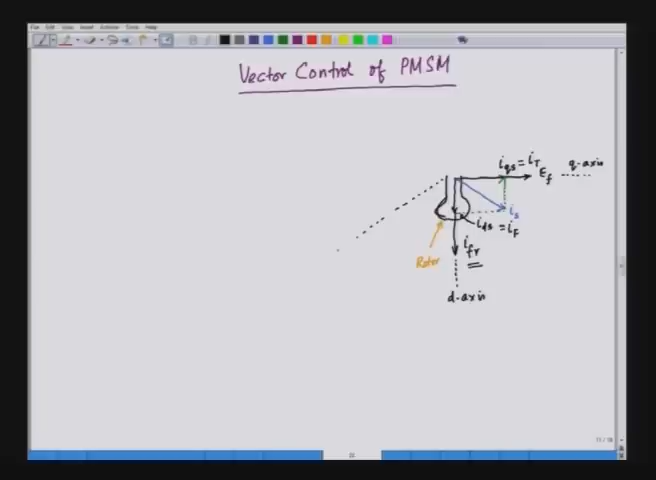 Vector Control of PMSM
iqs = iT
Ef
q-axis
is
ids = iF
ifr
Rotor
d-axis